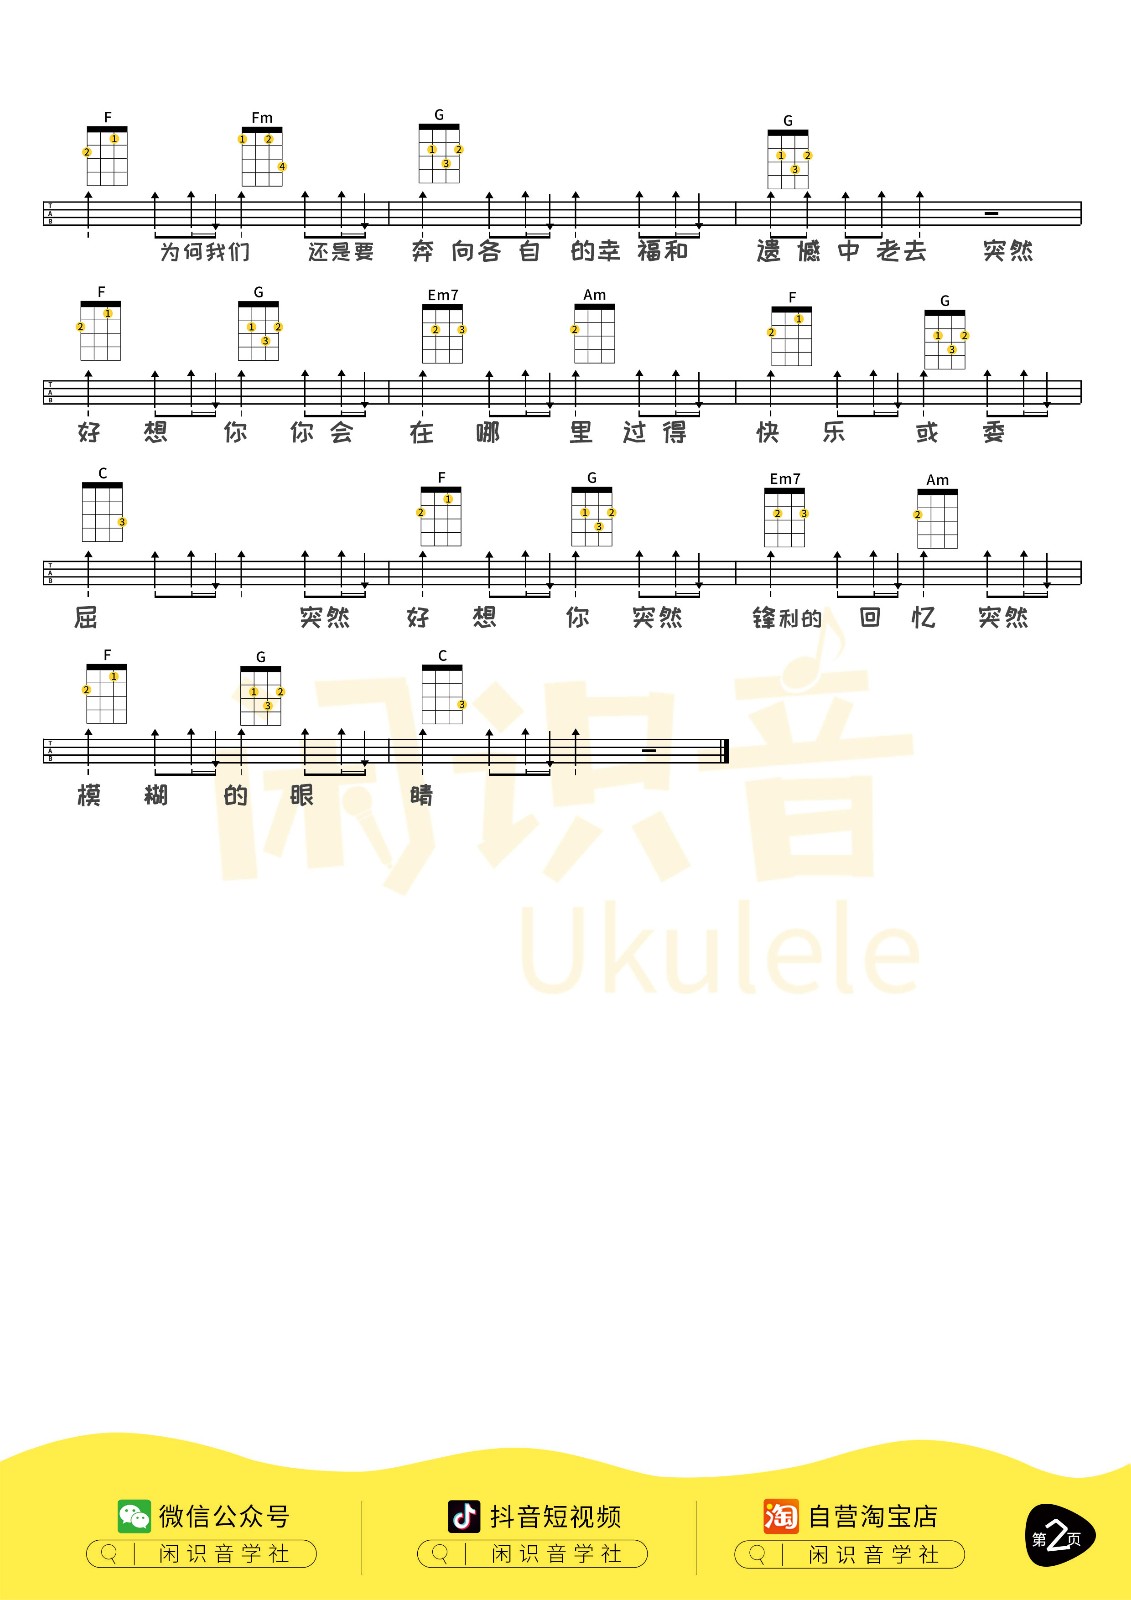 F Fm G G
T
A
B
为何我们 还是要 奔 向各 自 的幸 福和 遗 憾 中 老去 突然
F G Em7 Am F G
T
A
B
好 想 你 你 会 在 哪 里 过 得 快 乐 或 委
C F G Em7 Am
T
A
B
屈 突然 好 想 你 突然 锋利的 回 忆 突然
F G C
T
A
B
模 糊 的 眼 睛
闲识音
Ukulele
微信公众号 抖音短视频 淘 自营淘宝店
闲识音学社 闲识音学社 闲识音学社
第2页